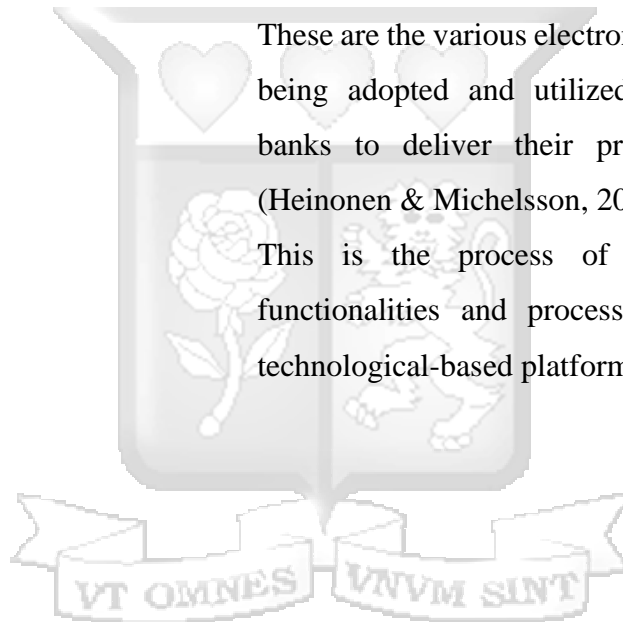 These are the various electron
being adopted and utilized
banks to deliver their pr
(Heinonen & Michelsson, 20
This is the process of
functionalities and process
technological-based platform
VT OMNES VNVM SINT